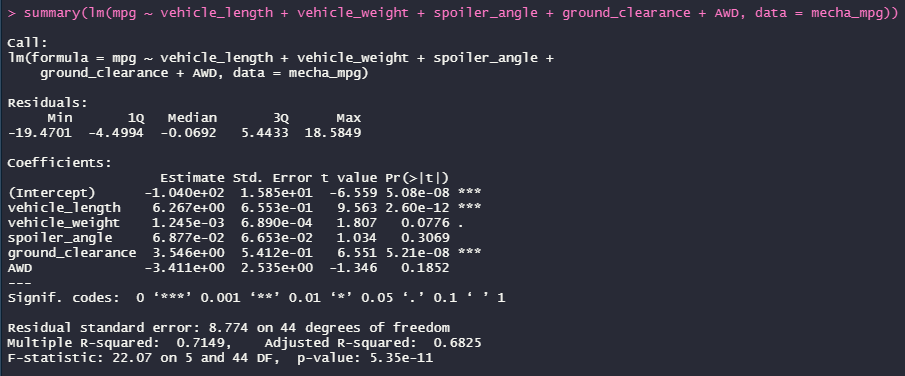 > summary(lm(mpg ~ vehicle_length + vehicle_weight + spoiler_angle + ground_clearance + AWD, data = mecha_mpg))
Call:
lm(formula = mpg ~ vehicle_length + vehicle_weight + spoiler_angle +
    ground_clearance + AWD, data = mecha_mpg)
Residuals:
     Min       1Q   Median       3Q      Max
-19.4701  -4.4994  -0.0692   5.4433  18.5849
Coefficients:
                   Estimate Std. Error t value Pr(>|t|)
(Intercept)      -1.040e+02  1.585e+01  -6.559 5.08e-08 ***
vehicle_length    6.267e+00  6.553e-01   9.563 2.60e-12 ***
vehicle_weight    1.245e-03  6.890e-04   1.807   0.0776 .
spoiler_angle     6.877e-02  6.653e-02   1.034   0.3069
ground_clearance  3.546e+00  5.412e-01   6.551 5.21e-08 ***
AWD              -3.411e+00  2.535e+00  -1.346   0.1852
---
Signif. codes:  0 ‘***’ 0.001 ‘**’ 0.01 ‘*’ 0.05 ‘.’ 0.1 ‘ ’ 1
Residual standard error: 8.774 on 44 degrees of freedom
Multiple R-squared:  0.7149,    Adjusted R-squared:  0.6825
F-statistic: 22.07 on 5 and 44 DF,  p-value: 5.35e-11